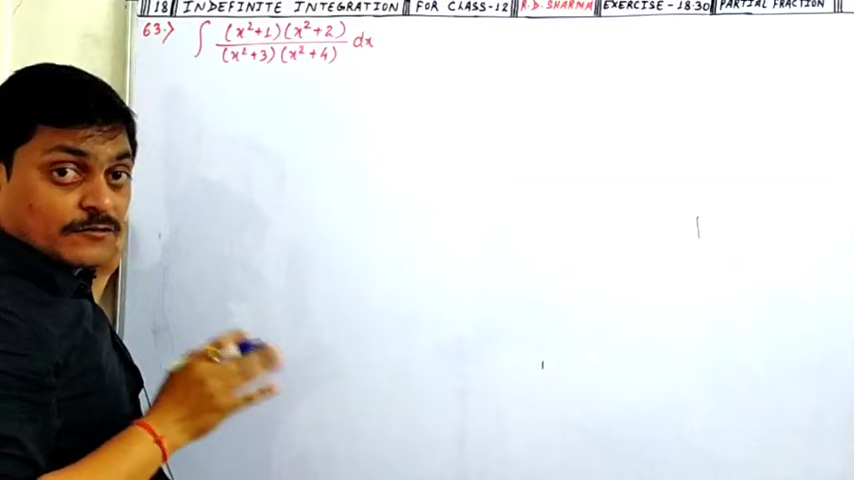 18 INDEFINITE INTEGRATION FOR CLASS-12 R.D. SHARMA EXERCISE-18.30 PARTIAL FRACTION
63.> ∫ (x²+1)(x²+2) / (x²+3)(x²+4) dx